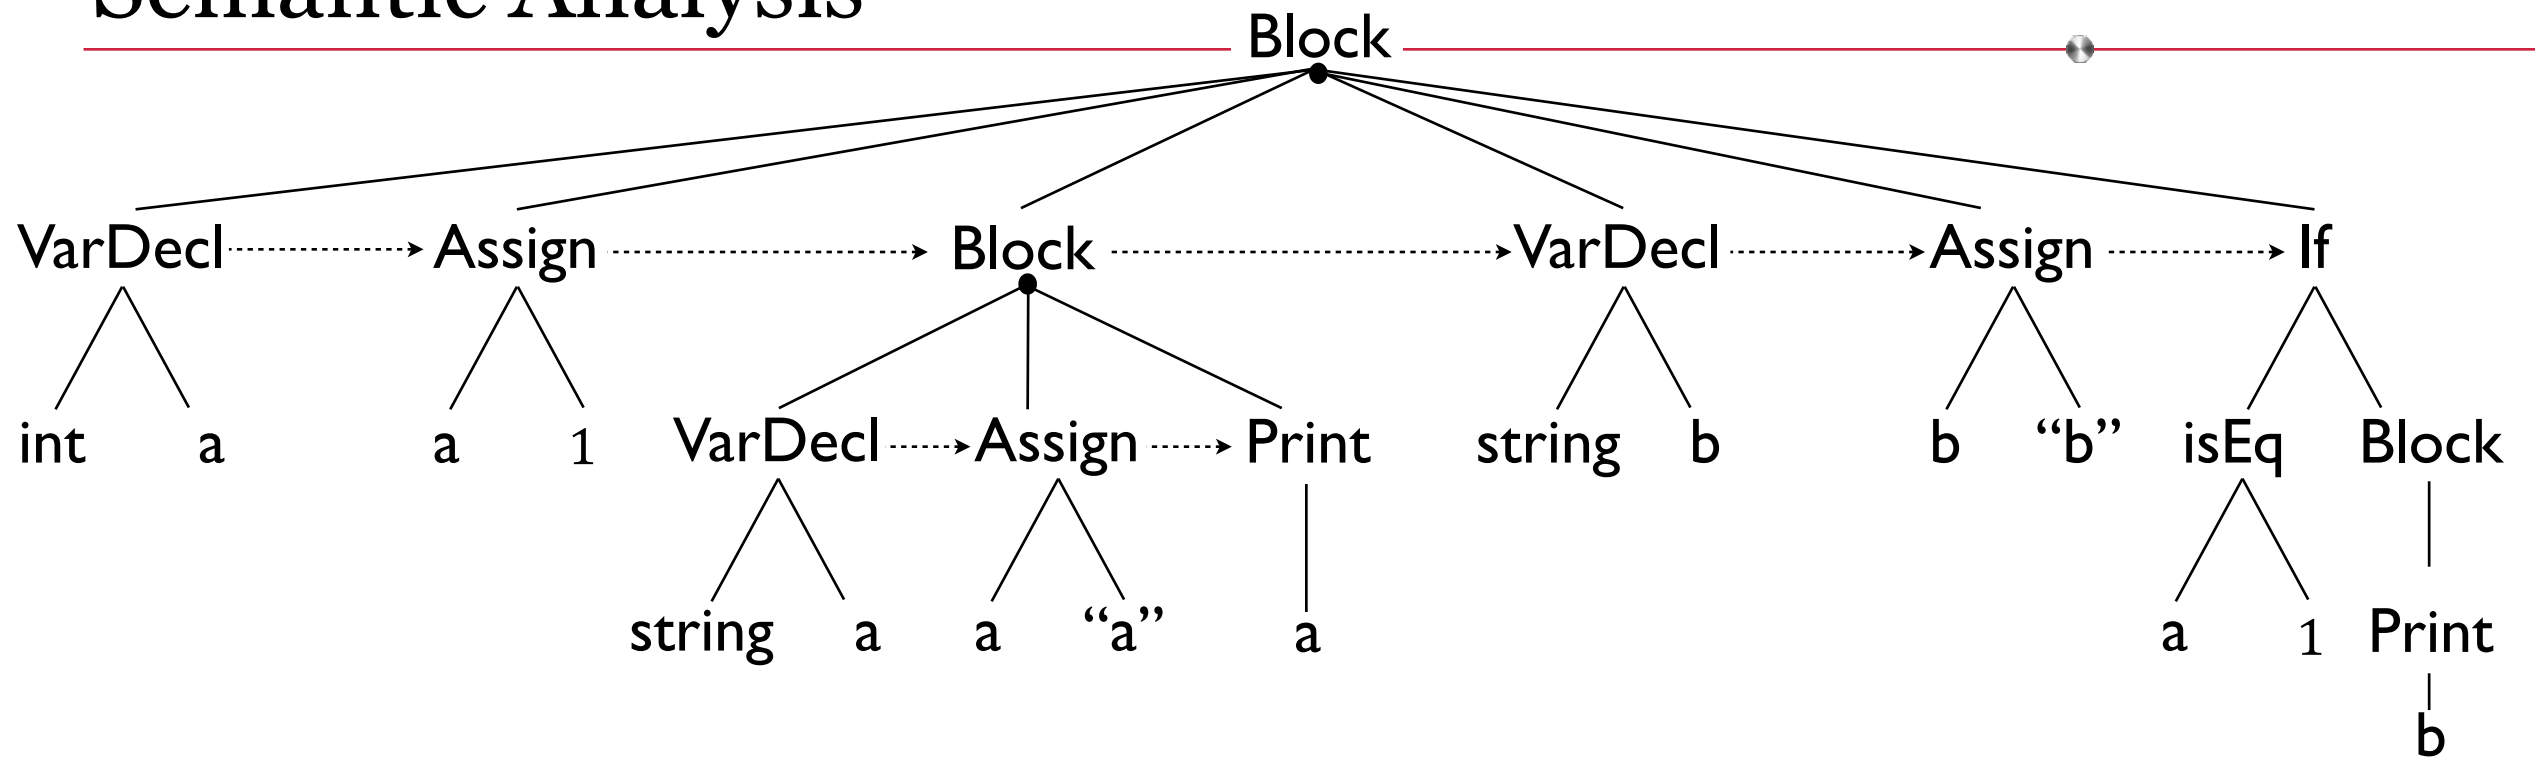 Semantic Analysis
Block
VarDecl Assign Block VarDecl Assign If
int a a 1 VarDecl Assign Print string b b “b” isEq Block
string a a “a” a a 1 Print
b